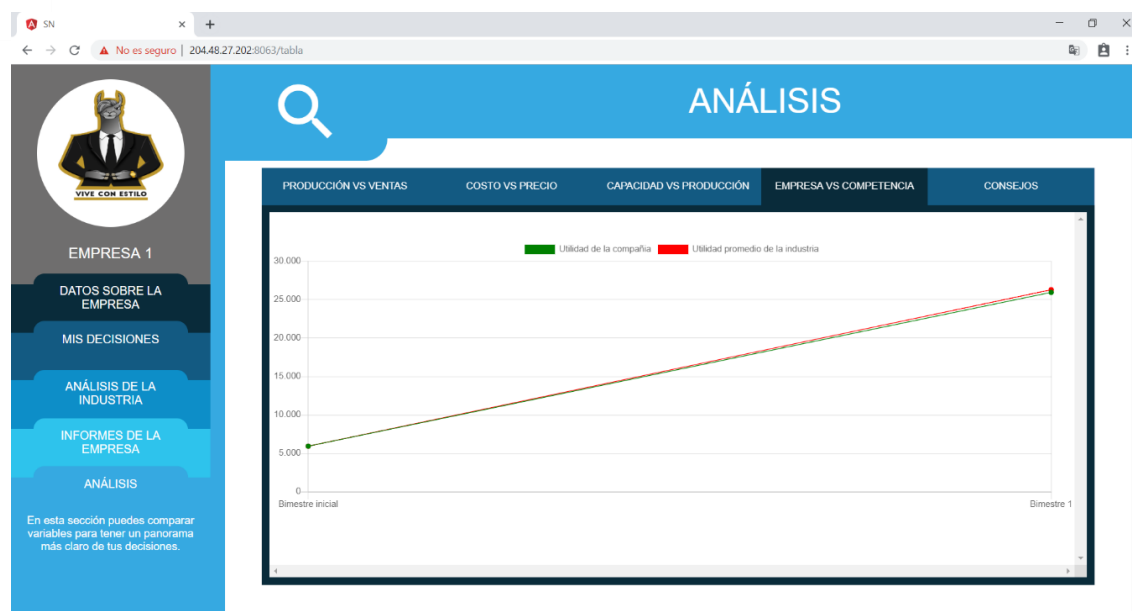 SN
No es seguro | 204.48.27.202:8063/tabla
VIVE CON ESTILO
EMPRESA 1
DATOS SOBRE LA
EMPRESA
MIS DECISIONES
ANÁLISIS DE LA
INDUSTRIA
INFORMES DE LA
EMPRESA
ANÁLISIS
En esta sección puedes comparar
variables para tener un panorama
más claro de tus decisiones.
ANÁLISIS
PRODUCCIÓN VS VENTAS
COSTO VS PRECIO
CAPACIDAD VS PRODUCCIÓN
EMPRESA VS COMPETENCIA
CONSEJOS
Utilidad de la compañia
Utilidad promedio de la industria
30.000
25.000
20.000
15.000
10.000
5.000
0
Bimestre inicial
Bimestre 1